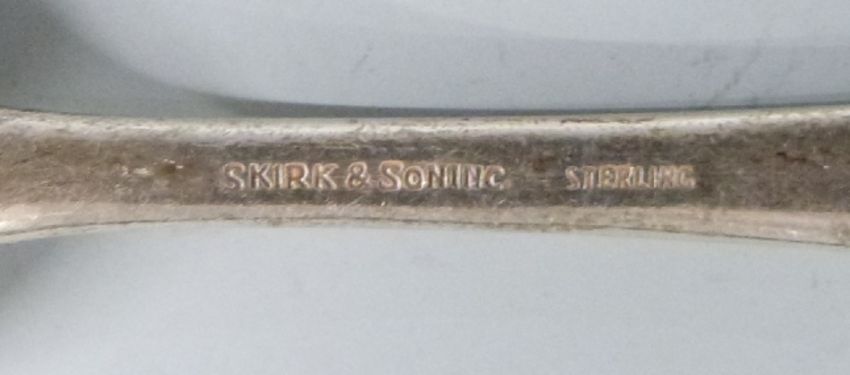 SKIRK & SON INC. STERLING